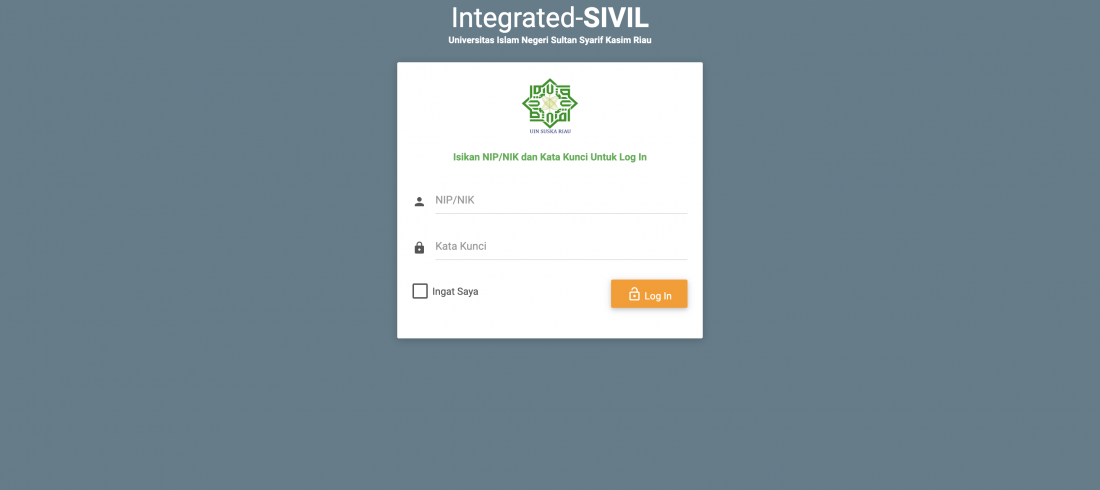 Integrated-SIVIL
Universitas Islam Negeri Sultan Syarif Kasim Riau
UIN SUSKA RIAU
Isikan NIP/NIK dan Kata Kunci Untuk Log In
NIP/NIK
Kata Kunci
Ingat Saya
Log In